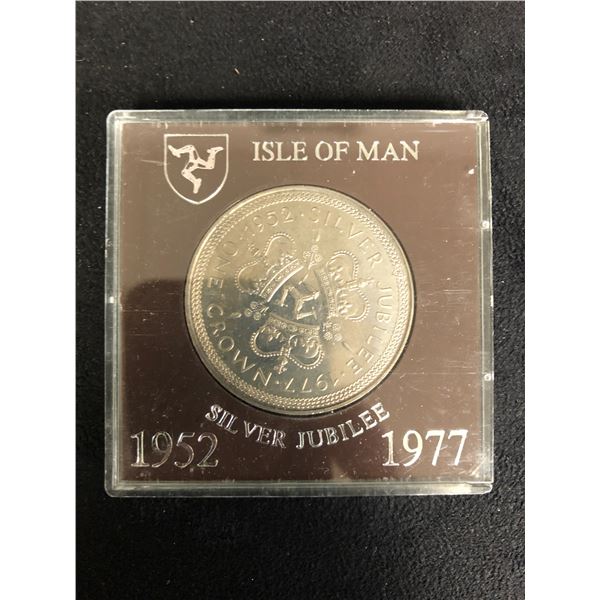 ISLE OF MAN
1952 · SILVER JUBILEE · 1977 · ONE CROWN ·
SILVER JUBILEE
1952 1977